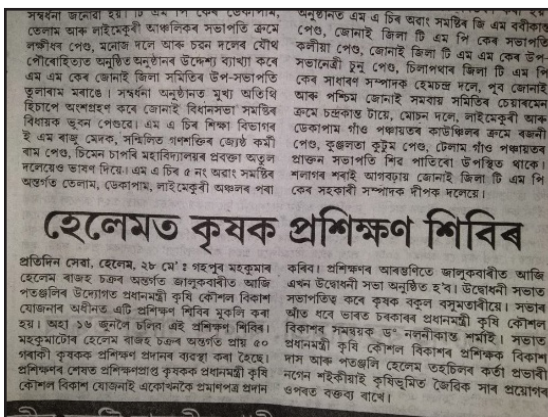 সম্বৰ্ধনা জনোৱা হয়। টি এম পি কেৰ ডেকাপাম,
তেলাম আৰু লাইমেকুৰী আঞ্চলিকৰ সভাপতি ক্ৰমে
লক্ষীধৰ পেগু, মনোজ দলে আৰু চয়ন দলেৰ যৌথ
পৌৰোহিত্যত অনুষ্ঠিত অনুষ্ঠানৰ উদ্দেশ্য ব্যাখ্যা কৰে
এম এম কেৰ জোনাই জিলা সমিতিৰ উপ-সভাপতি
তুলাৰাম মৰাঙে। সম্বৰ্ধনা অনুষ্ঠানত মুখ্য অতিথি
হিচাপে অংশগ্ৰহণ কৰে জোনাই বিধানসভা সমষ্টিৰ
বিধায়ক ভুবন পেগুৱে। এম এ চিৰ শিক্ষা বিভাগৰ
ই এম ৰাজু মেদক, সন্মিলিত গণশক্তিৰ জ্যেষ্ঠ কৰ্মী
ৰাম পেগু, চিমেন চাপৰি মহাবিদ্যালয়ৰ প্ৰবক্তা অতুল
দলেয়েও ভাষণ দিয়ে। এম এ চিৰ ৫ নং অৱাং সমষ্টিৰ
অন্তৰ্গত তেলাম, ডেকাপাম, লাইমেকুৰী অঞ্চলৰ পৰা
অনুষ্ঠানত এম এ চিৰ অৱাং সমষ্টিৰ জি এম ৰবীকান্ত
পেগু, জোনাই জিলা টি এম পি কেৰ সভাপতি
কলীয়া পেগু, জোনাই জিলা টি এম এম কেৰ উপ-
সভানেত্ৰী চুনু পেগু, চিলাপথাৰ জিলা টি এম পি
কেৰ সাধাৰণ সম্পাদক হেমচন্দ্ৰ দলে, পূব জোনাই
আৰু পশ্চিম জোনাই সমবায় সমিতিৰ চেয়াৰমেন
ক্ৰমে চন্দ্ৰকান্ত টায়ে, মোচন দলে, লাইমেকুৰী আৰু
ডেকাপাম গাঁও পঞ্চায়তৰ কাউন্সিলৰ ক্ৰমে ৰজনী
পেগু, কুঞ্জলতা কুটুম পেগু, টেলাম গাঁও পঞ্চায়তৰ
প্ৰাক্তন সভাপতি শিৱ পাতিৰো উপস্থিত থাকে।
শলাগৰ শৰাই আগবঢ়ায় জোনাই জিলা টি এম পি
কেৰ সহকাৰী সম্পাদক দীপক দলেয়ে।
হেলেমত কৃষক প্ৰশিক্ষণ শিবিৰ
প্ৰতিদিন সেৱা, হেলেম, ২৮ মে’ : গহপুৰ মহকুমাৰ
হেলেম ৰাজহ চক্ৰৰ অন্তৰ্গত জালুকবাৰীত আজি
পতঞ্জলিৰ উদ্যোগত প্ৰধানমন্ত্ৰী কৃষি কৌশল বিকাশ
যোজনাৰ অধীনত এটি প্ৰশিক্ষণ শিবিৰ মুকলি কৰা
হয়। অহা ১৬ জুনলৈ চলিব এই প্ৰশিক্ষণ শিবিৰ।
মহকুমাটোৰ হেলেম ৰাজহ চক্ৰৰ অন্তৰ্গত প্ৰায় ৫০
গৰাকী কৃষকক প্ৰশিক্ষণ প্ৰদানৰ ব্যৱস্থা কৰা হৈছে।
প্ৰশিক্ষণৰ শেষত প্ৰশিক্ষণপ্ৰাপ্ত কৃষকক প্ৰধানমন্ত্ৰী কৃষি
কৌশল বিকাশ যোজনাই একোখনকৈ প্ৰমাণপত্ৰ প্ৰদান
কৰিব। প্ৰশিক্ষণৰ আৰম্ভণিতে জালুকবাৰীত আজি
এখন উদ্বোধনী সভা অনুষ্ঠিত হ’ব। উদ্বোধনী সভাত
সভাপতিত্ব কৰে কৃষক বকুল বসুমতাৰীয়ে। সভাৰ
আঁত ধৰে ভাৰত চৰকাৰৰ প্ৰধানমন্ত্ৰী কৃষি কৌশল
বিকাশৰ সমন্বয়ক ড° নলনীকান্ত শৰ্মাই। সভাত
প্ৰধানমন্ত্ৰী কৃষি কৌশল বিকাশৰ প্ৰশিক্ষক বিকাশ
দাস আৰু পতঞ্জলি হেলেম তহচিলৰ কৰ্তা প্ৰভাৰী
নগেন শইকীয়াই কৃষিভূমিত জৈৱিক সাৰ প্ৰয়োগৰ
ওপৰত বক্তব্য ৰাখে।